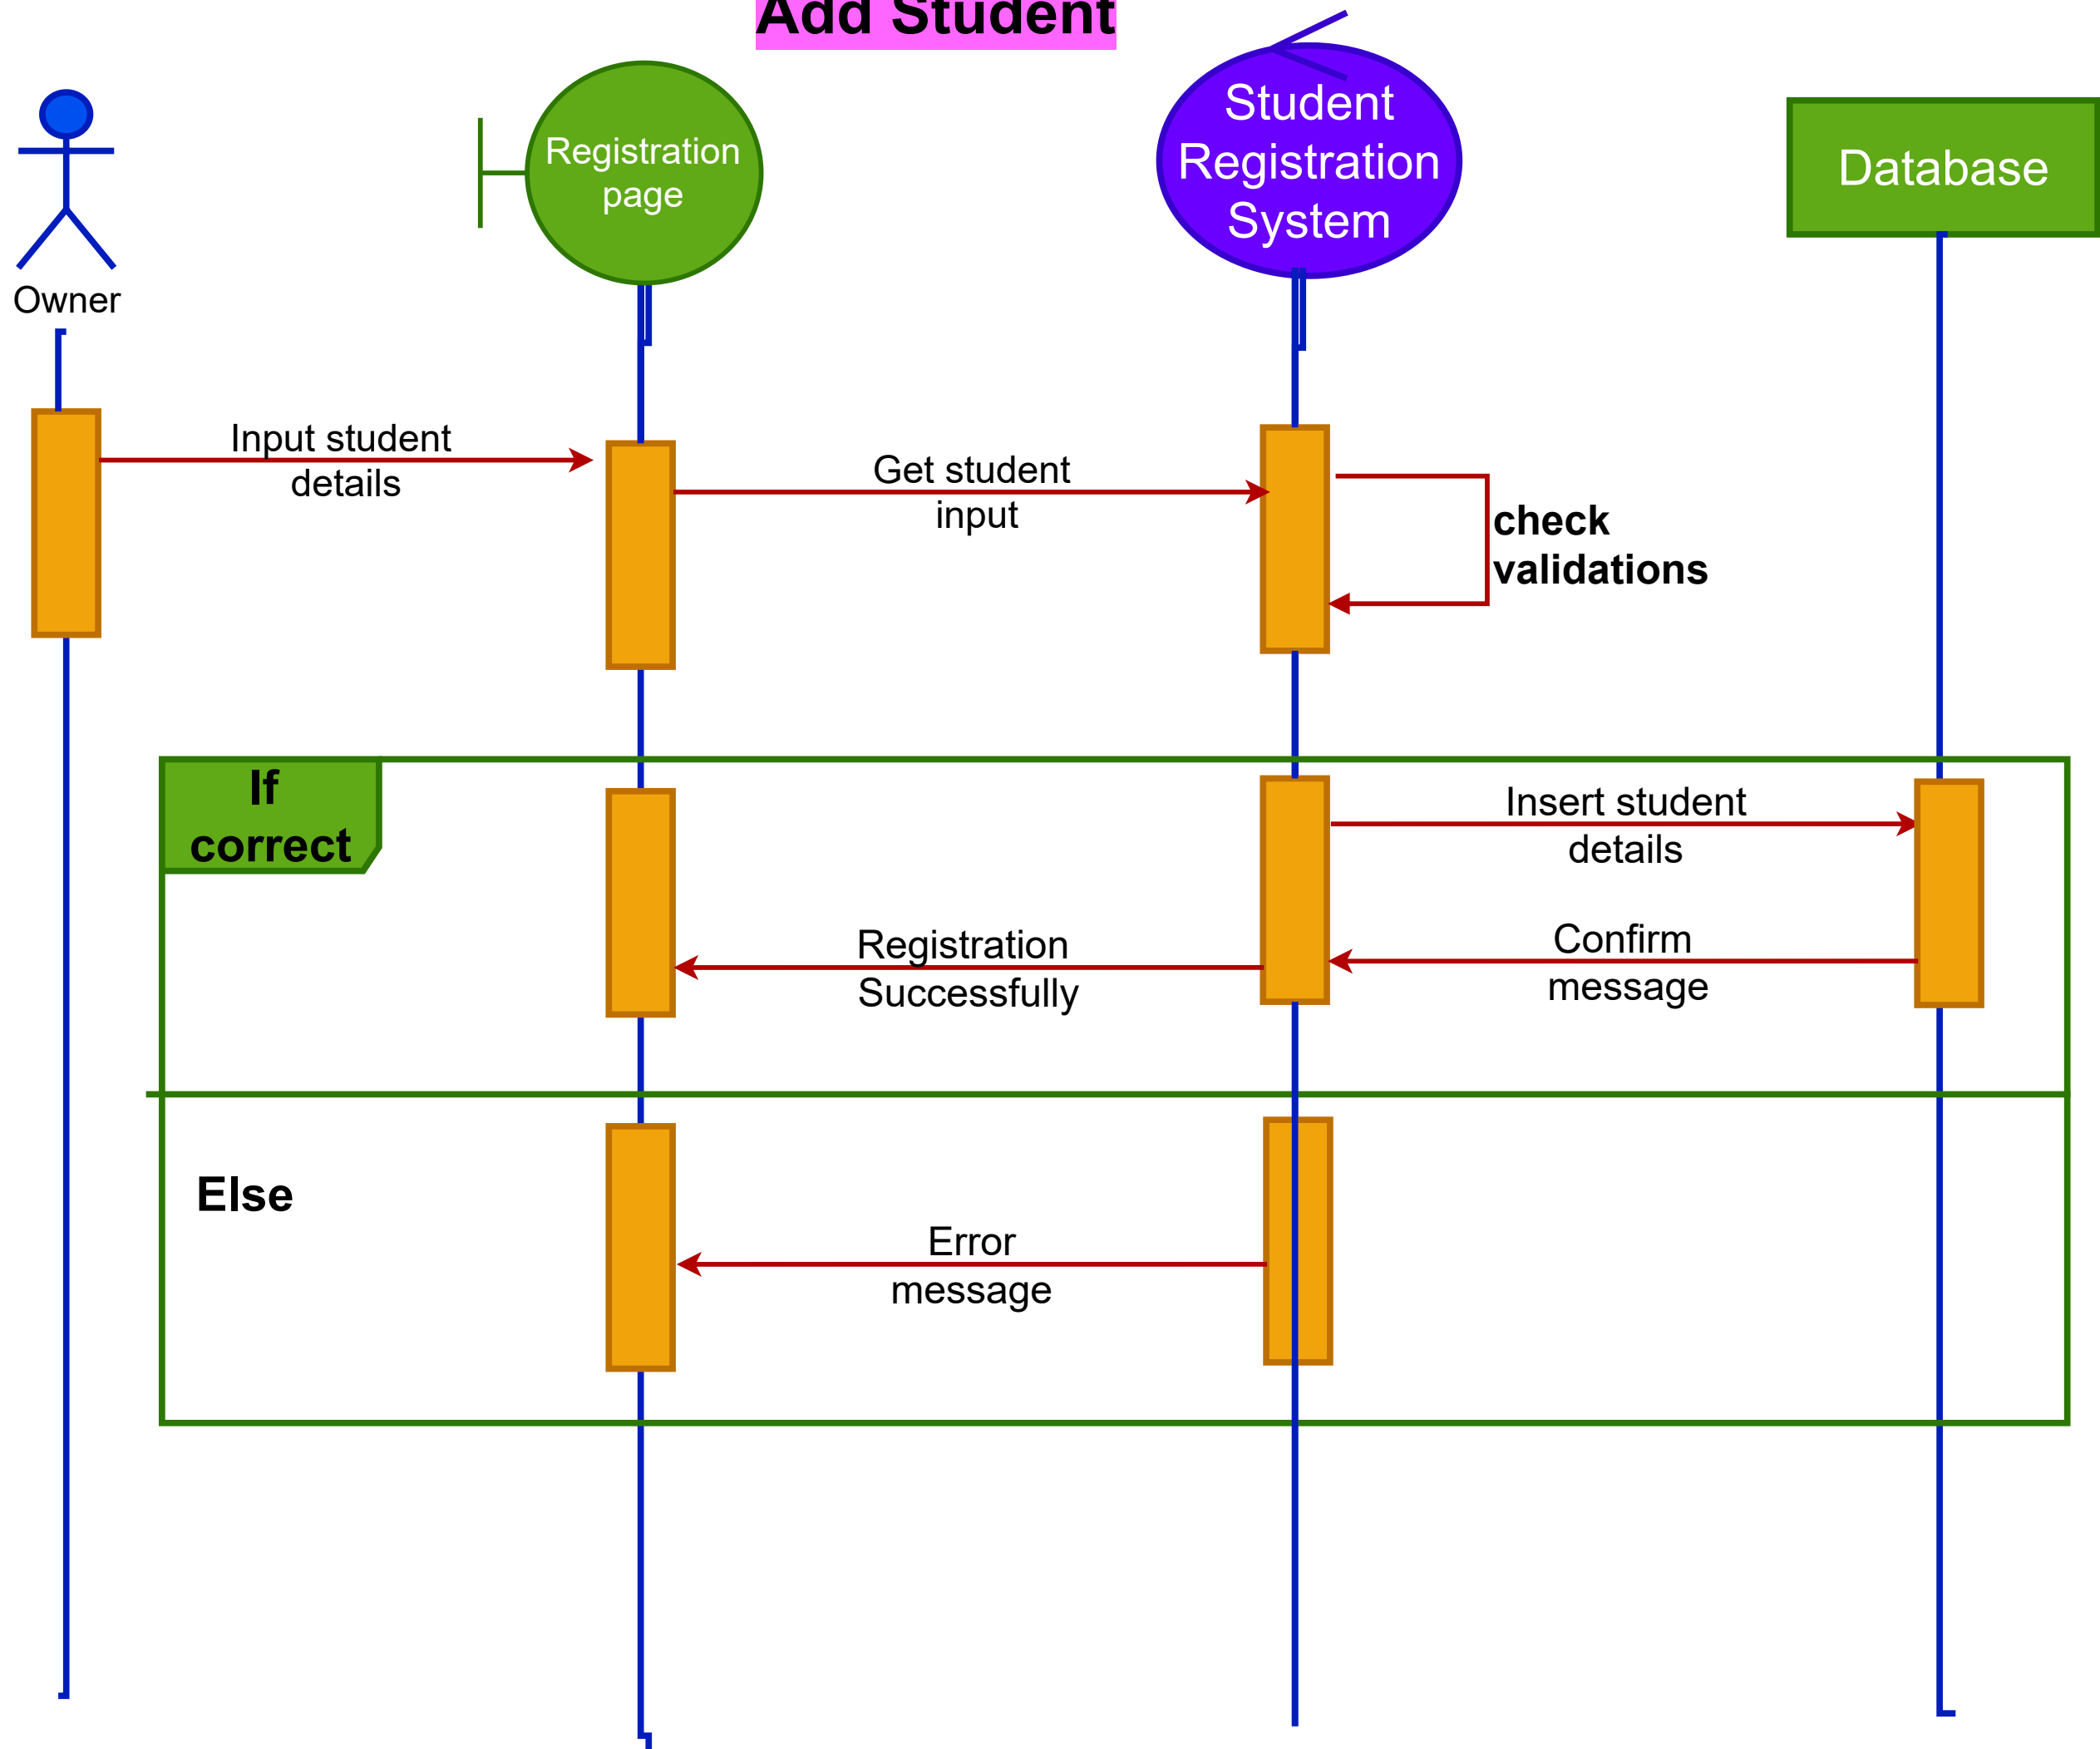 Add Student
Registration
page
Student
Registration
System
Database
Owner
Input student
details
Get student
input
check
validations
If
correct
Insert student
details
Confirm
message
Registration
Successfully
Else
Error
message